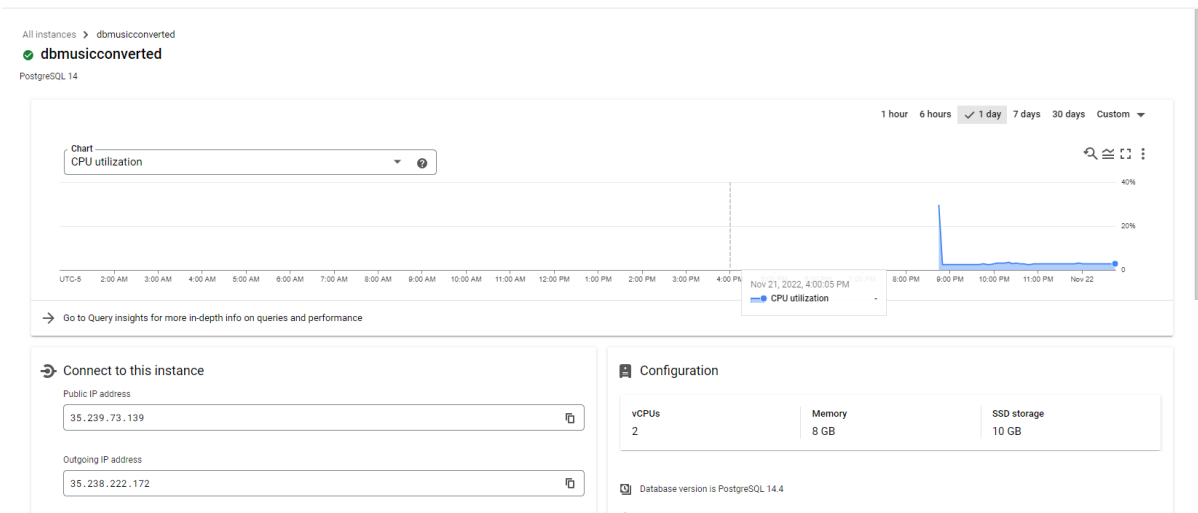 All instances > dbmusicconverted
dbmusicconverted
PostgreSQL 14
1 hour 6 hours 1 day 7 days 30 days Custom
Chart
CPU utilization
40%
20%
0
UTC-5 2:00 AM 3:00 AM 4:00 AM 5:00 AM 6:00 AM 7:00 AM 8:00 AM 9:00 AM 10:00 AM 11:00 AM 12:00 PM 1:00 PM 2:00 PM 3:00 PM 4:00 PM 8:00 PM 9:00 PM 10:00 PM 11:00 PM Nov 22
Nov 21, 2022, 4:00:05 PM
CPU utilization -
Go to Query insights for more in-depth info on queries and performance
Connect to this instance
Public IP address
35.239.73.139
Outgoing IP address
35.238.222.172
Configuration
vCPUs Memory SSD storage
2 8 GB 10 GB
Database version is PostgreSQL 14.4